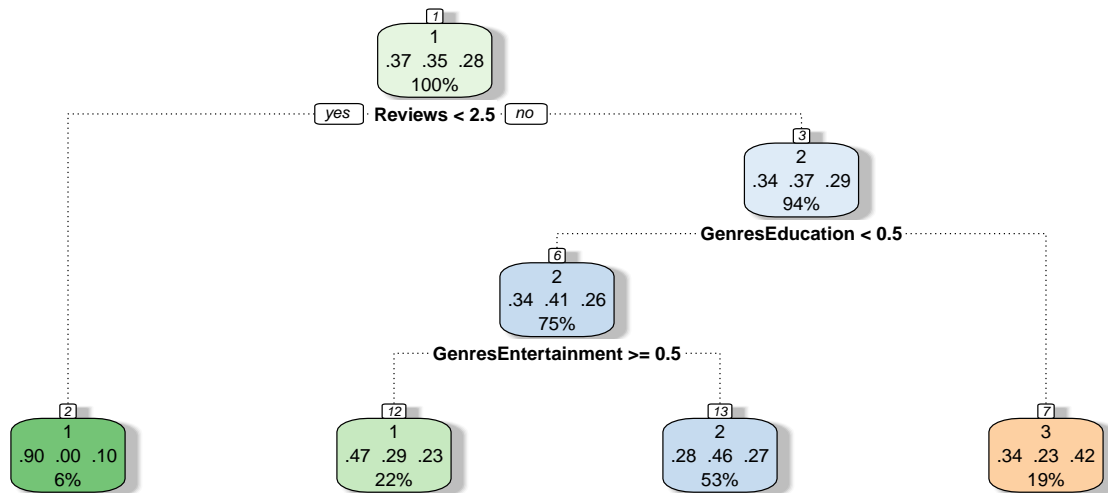 1
1
.37 .35 .28
100%
yes Reviews < 2.5 no
3
2
.34 .37 .29
94%
GenresEducation < 0.5
6
2
.34 .41 .26
75%
GenresEntertainment >= 0.5
2
1
.90 .00 .10
6%
12
1
.47 .29 .23
22%
13
2
.28 .46 .27
53%
7
3
.34 .23 .42
19%